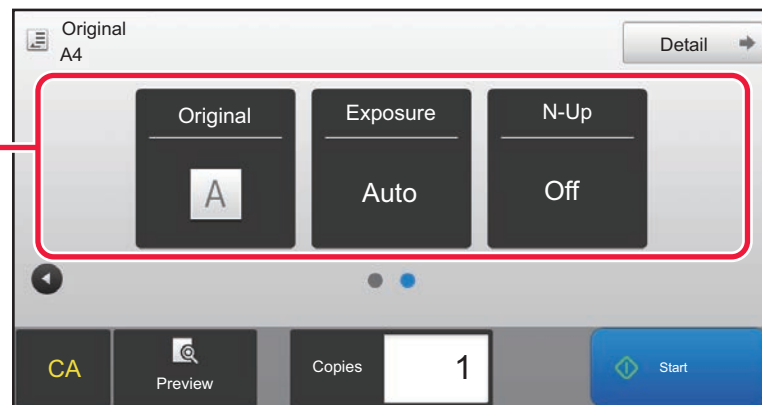 Original
A4
Detail
Original
Exposure
N-Up
A
Auto
Off
CA
Preview
Copies
1
Start